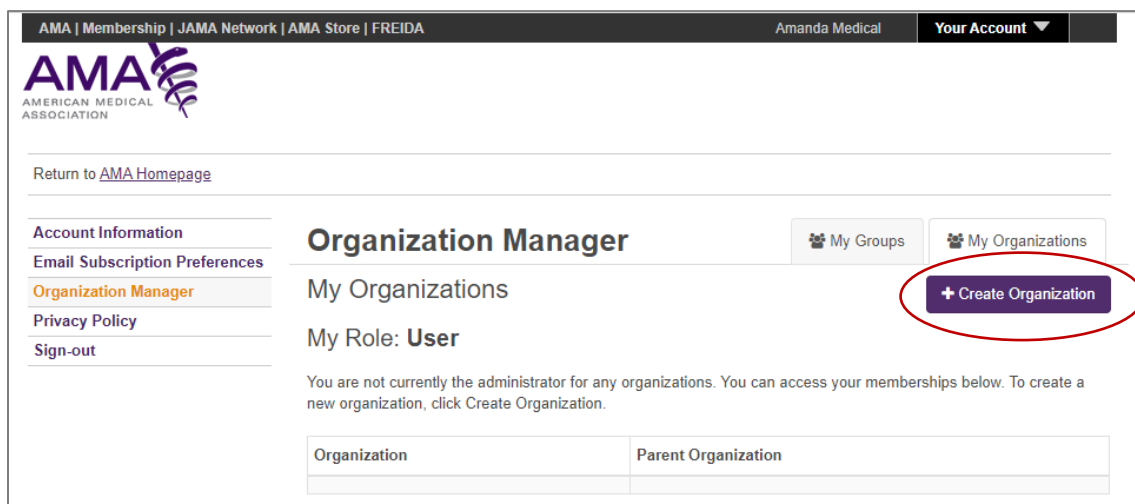 AMA | Membership | JAMA Network | AMA Store | FREIDA Amanda Medical Your Account
AMA
AMERICAN MEDICAL
ASSOCIATION
Return to AMA Homepage
Account Information
Email Subscription Preferences
Organization Manager
Privacy Policy
Sign-out
Organization Manager
My Groups
My Organizations
My Organizations
+ Create Organization
My Role: User
You are not currently the administrator for any organizations. You can access your memberships below. To create a
new organization, click Create Organization.
Organization Parent Organization